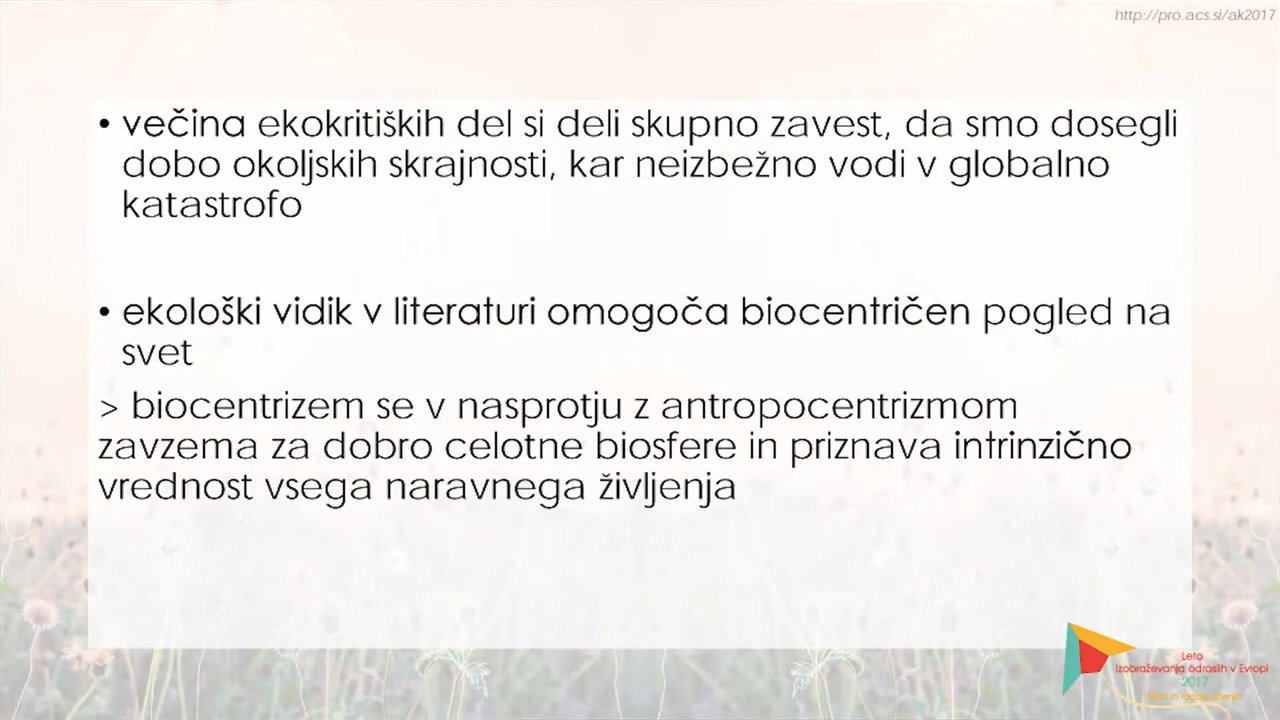 http://pro.acs.si/ak2017
• večina ekokritiških del si deli skupno zavest, da smo dosegli
dobo okoljskih skrajnosti, kar neizbežno vodi v globalno
katastrofo
• ekološki vidik v literaturi omogoča biocentričen pogled na
svet
> biocentrizem se v nasprotju z antropocentrizmom
zavzema za dobro celotne biosfere in priznava intrinzično
vrednost vsega naravnega življenja
Leto
izobraževanja odraslih v Evropi
2017